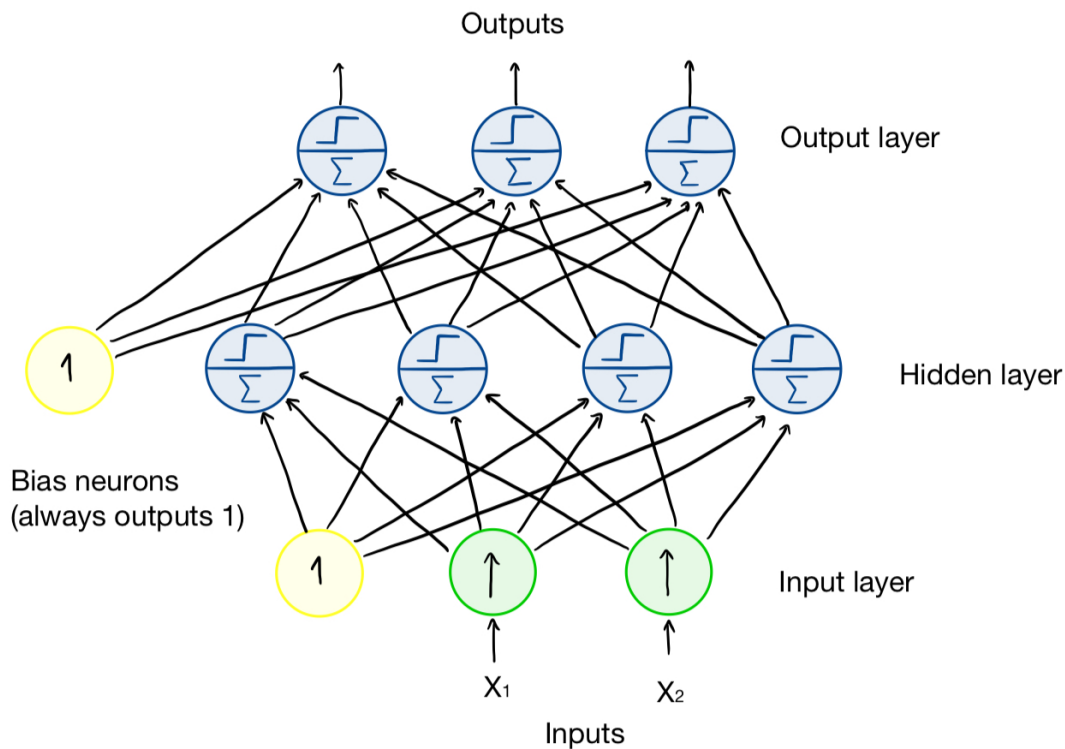 Outputs
Output layer
Σ
Σ
Σ
1
Σ
Σ
Σ
Σ
Hidden layer
Bias neurons
(always outputs 1)
1
Input layer
X1
X2
Inputs